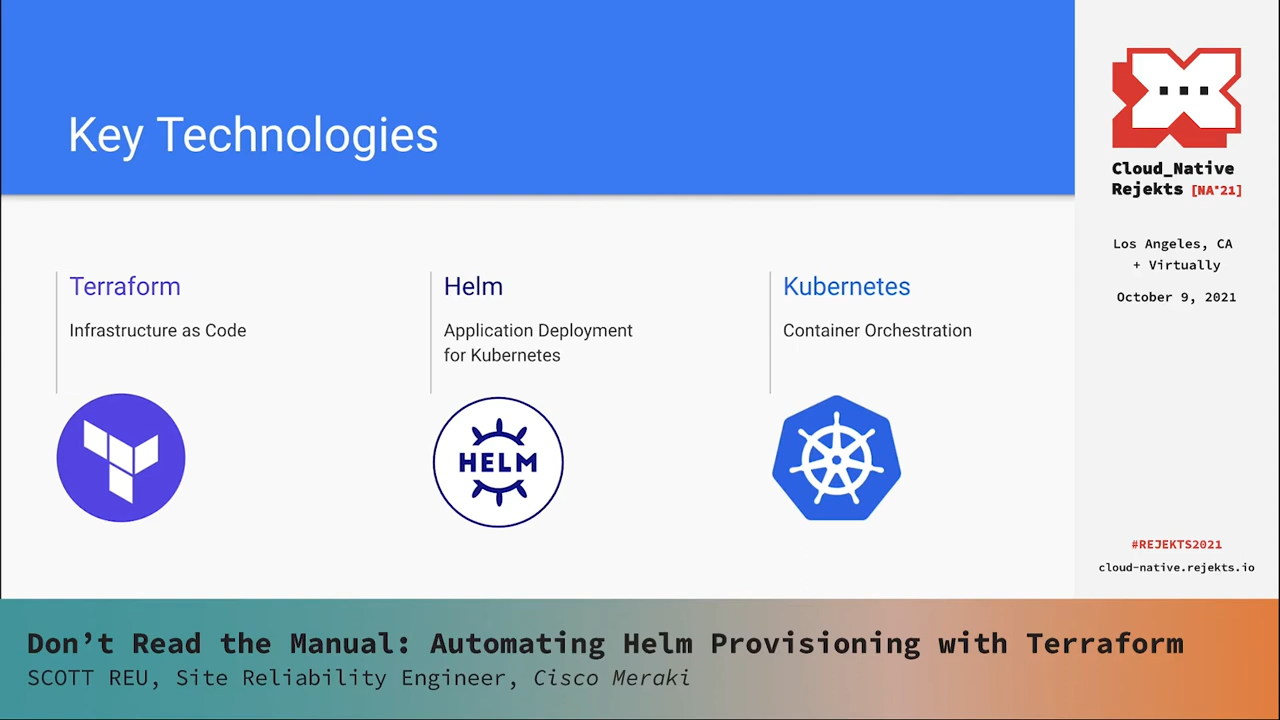 Key Technologies
Terraform
Infrastructure as Code
Helm
Application Deployment
for Kubernetes
HELM
Kubernetes
Container Orchestration
Cloud_Native
Rejekts [NA'21]
Los Angeles, CA
+ Virtually
October 9, 2021
#REJEKTS2021
cloud-native.rejekts.io
Don’t Read the Manual: Automating Helm Provisioning with Terraform
SCOTT REU, Site Reliability Engineer, Cisco Meraki